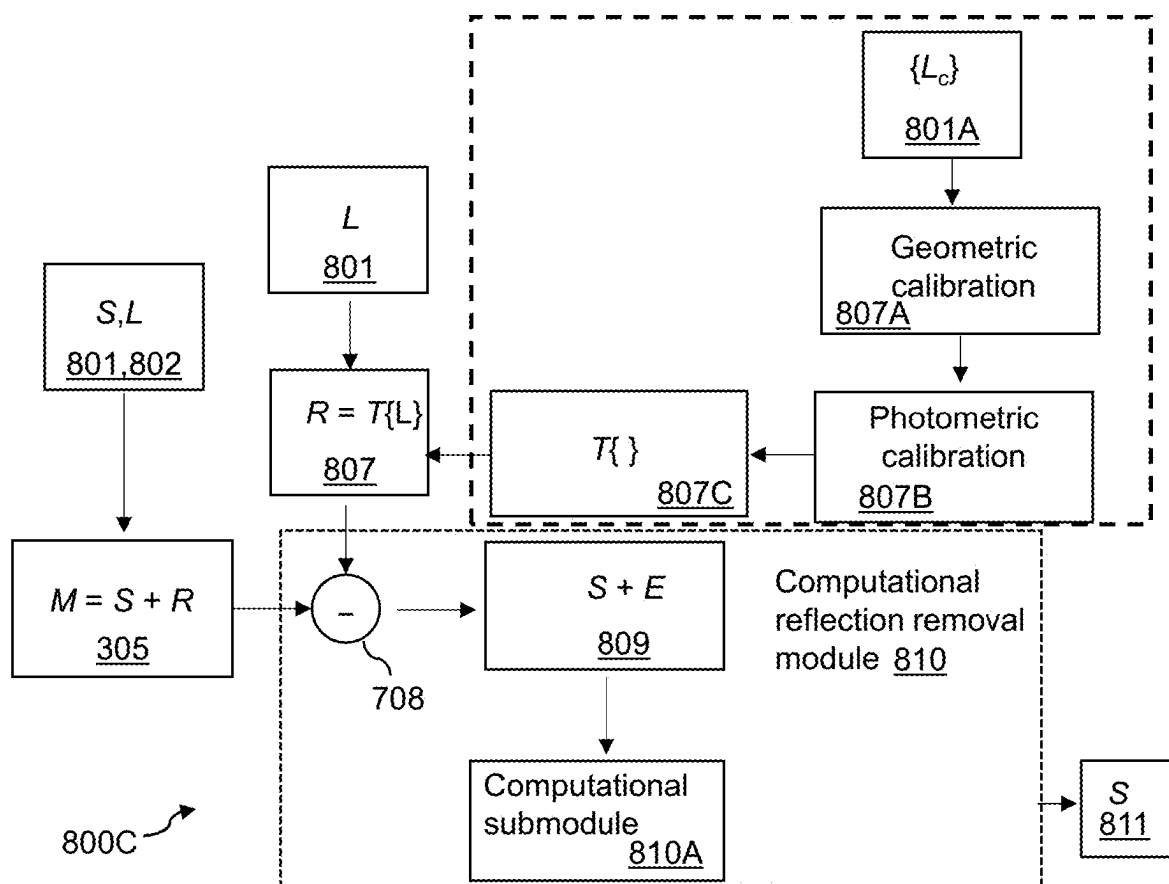 {Lc}
801A
L
801
Geometric
calibration
807A
S,L
801,802
R = T{L}
807
T{ }
807C
Photometric
calibration
807B
M = S + R
305
–
708
S + E
809
Computational
reflection removal
module 810
Computational
submodule
810A
S
811
800C